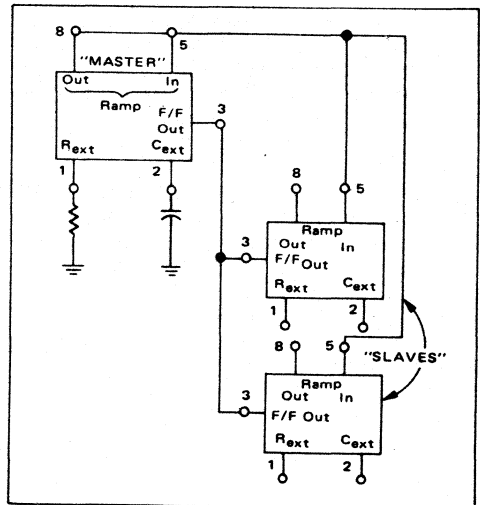 8 5
"MASTER"
Out In
Ramp
F/F
Out
3
Rext Cext
1 2
8 5
Ramp
Out In
3
F/F Out
Rext Cext
1 2
8 5
"SLAVES"
Ramp
Out In
3
F/F Out
Rext Cext
1 2